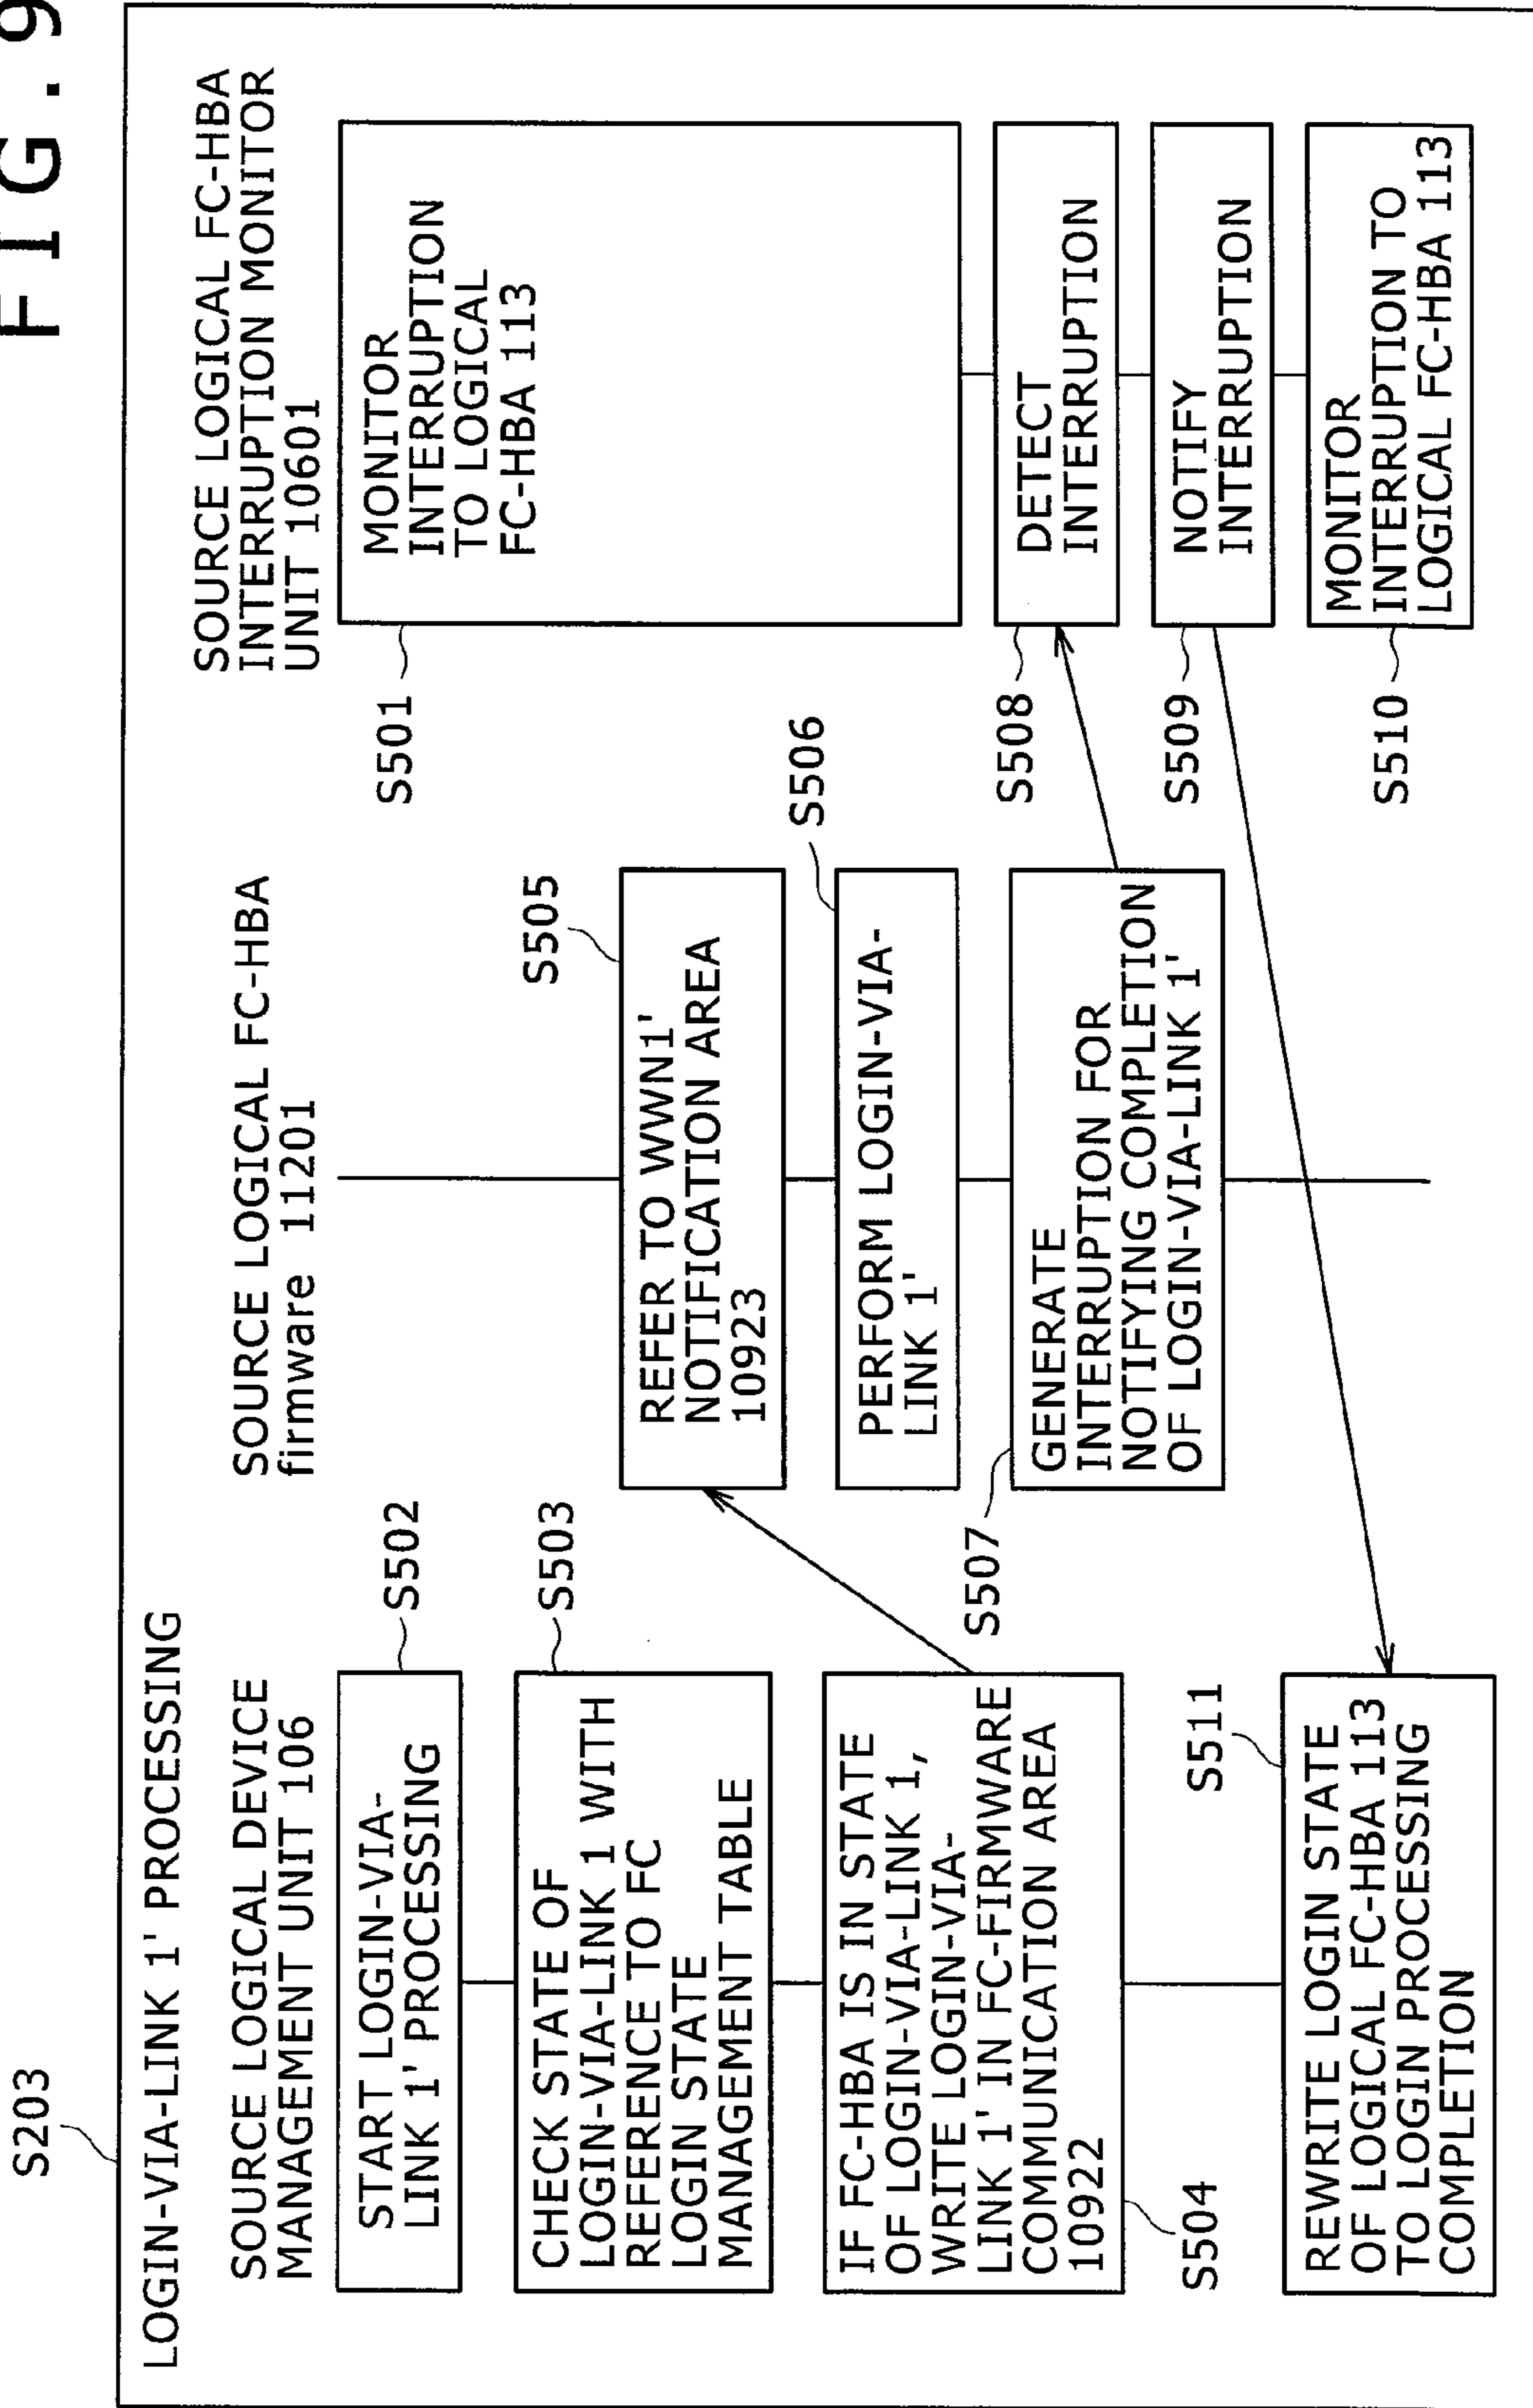 FIG.9
S203
LOGIN-VIA-LINK 1' PROCESSING
SOURCE LOGICAL DEVICE
MANAGEMENT UNIT 106
START LOGIN-VIA-
LINK 1' PROCESSING
S502
CHECK STATE OF
LOGIN-VIA-LINK 1 WITH
REFERENCE TO FC
LOGIN STATE
MANAGEMENT TABLE
S503
IF FC-HBA IS IN STATE
OF LOGIN-VIA-LINK 1,
WRITE LOGIN-VIA-
LINK 1' IN FC-FIRMWARE
COMMUNICATION AREA
10922
S504
REWRITE LOGIN STATE
OF LOGICAL FC-HBA 113
TO LOGIN PROCESSING
COMPLETION
S511
SOURCE LOGICAL FC-HBA
firmware 11201
REFER TO WWN1'
NOTIFICATION AREA
10923
S505
PERFORM LOGIN-VIA-
LINK 1'
S506
GENERATE
INTERRUPTION FOR
NOTIFYING COMPLETION
OF LOGIN-VIA-LINK 1'
S507
SOURCE LOGICAL FC-HBA
INTERRUPTION MONITOR
UNIT 10601
S501
MONITOR
INTERRUPTION
TO LOGICAL
FC-HBA 113
S508
DETECT
INTERRUPTION
S509
NOTIFY
INTERRUPTION
S510
MONITOR
INTERRUPTION TO
LOGICAL FC-HBA 113